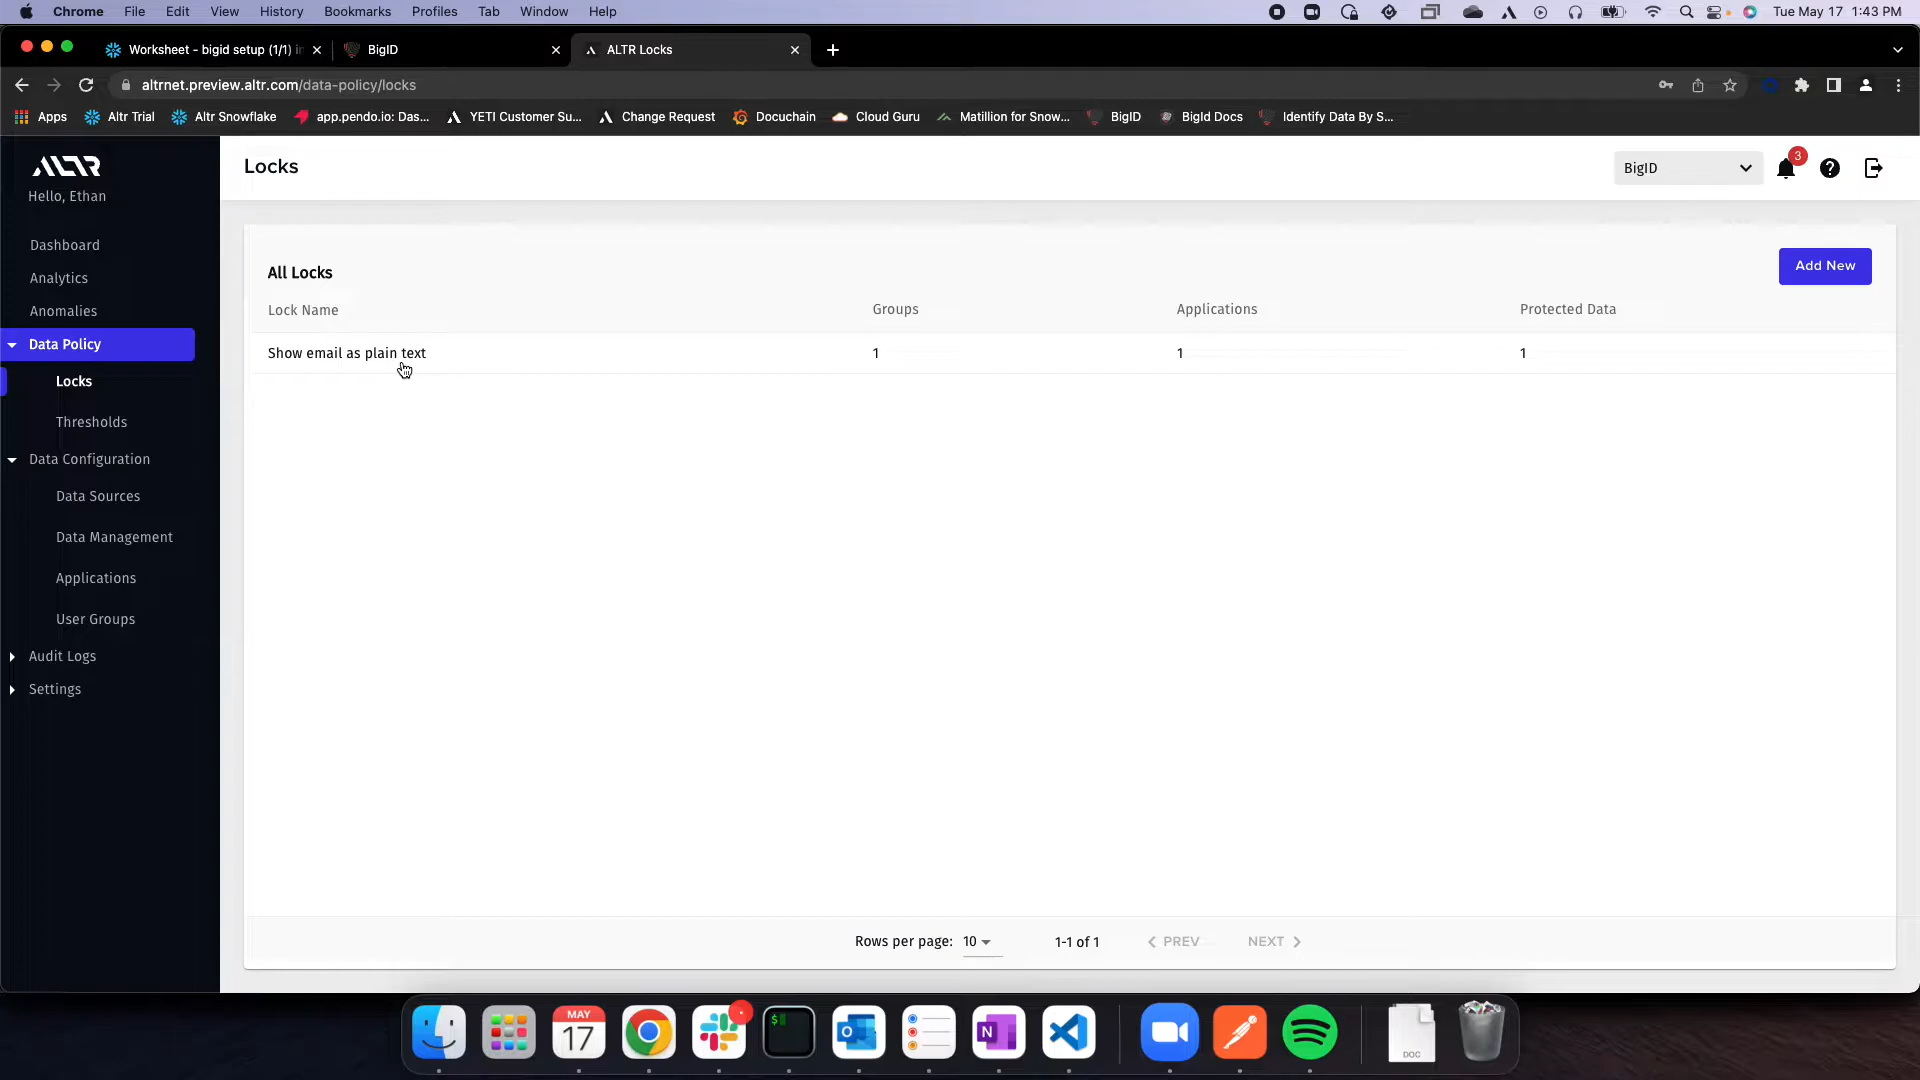 Chrome File Edit View History Bookmarks Profiles Tab Window Help Tue May 17 1:43 PM
Worksheet - bigid setup (1/1) i BigID ALTR Locks
altrnet.preview.altr.com/data-policy/locks
Apps Altr Trial Altr Snowflake app.pendo.io: Das... YETI Customer Su... Change Request Docuchain Cloud Guru Matillion for Snow... BigID BigId Docs Identify Data By S...
ALTR
Hello, Ethan
Locks
BigID
3
Dashboard
Analytics
Anomalies
Data Policy
Locks
Thresholds
Data Configuration
Data Sources
Data Management
Applications
User Groups
Audit Logs
Settings
All Locks
Add New
Lock Name Groups Applications Protected Data
Show email as plain text 1 1 1
Rows per page: 10 1-1 of 1 PREV NEXT
MAY
17
$
DOC